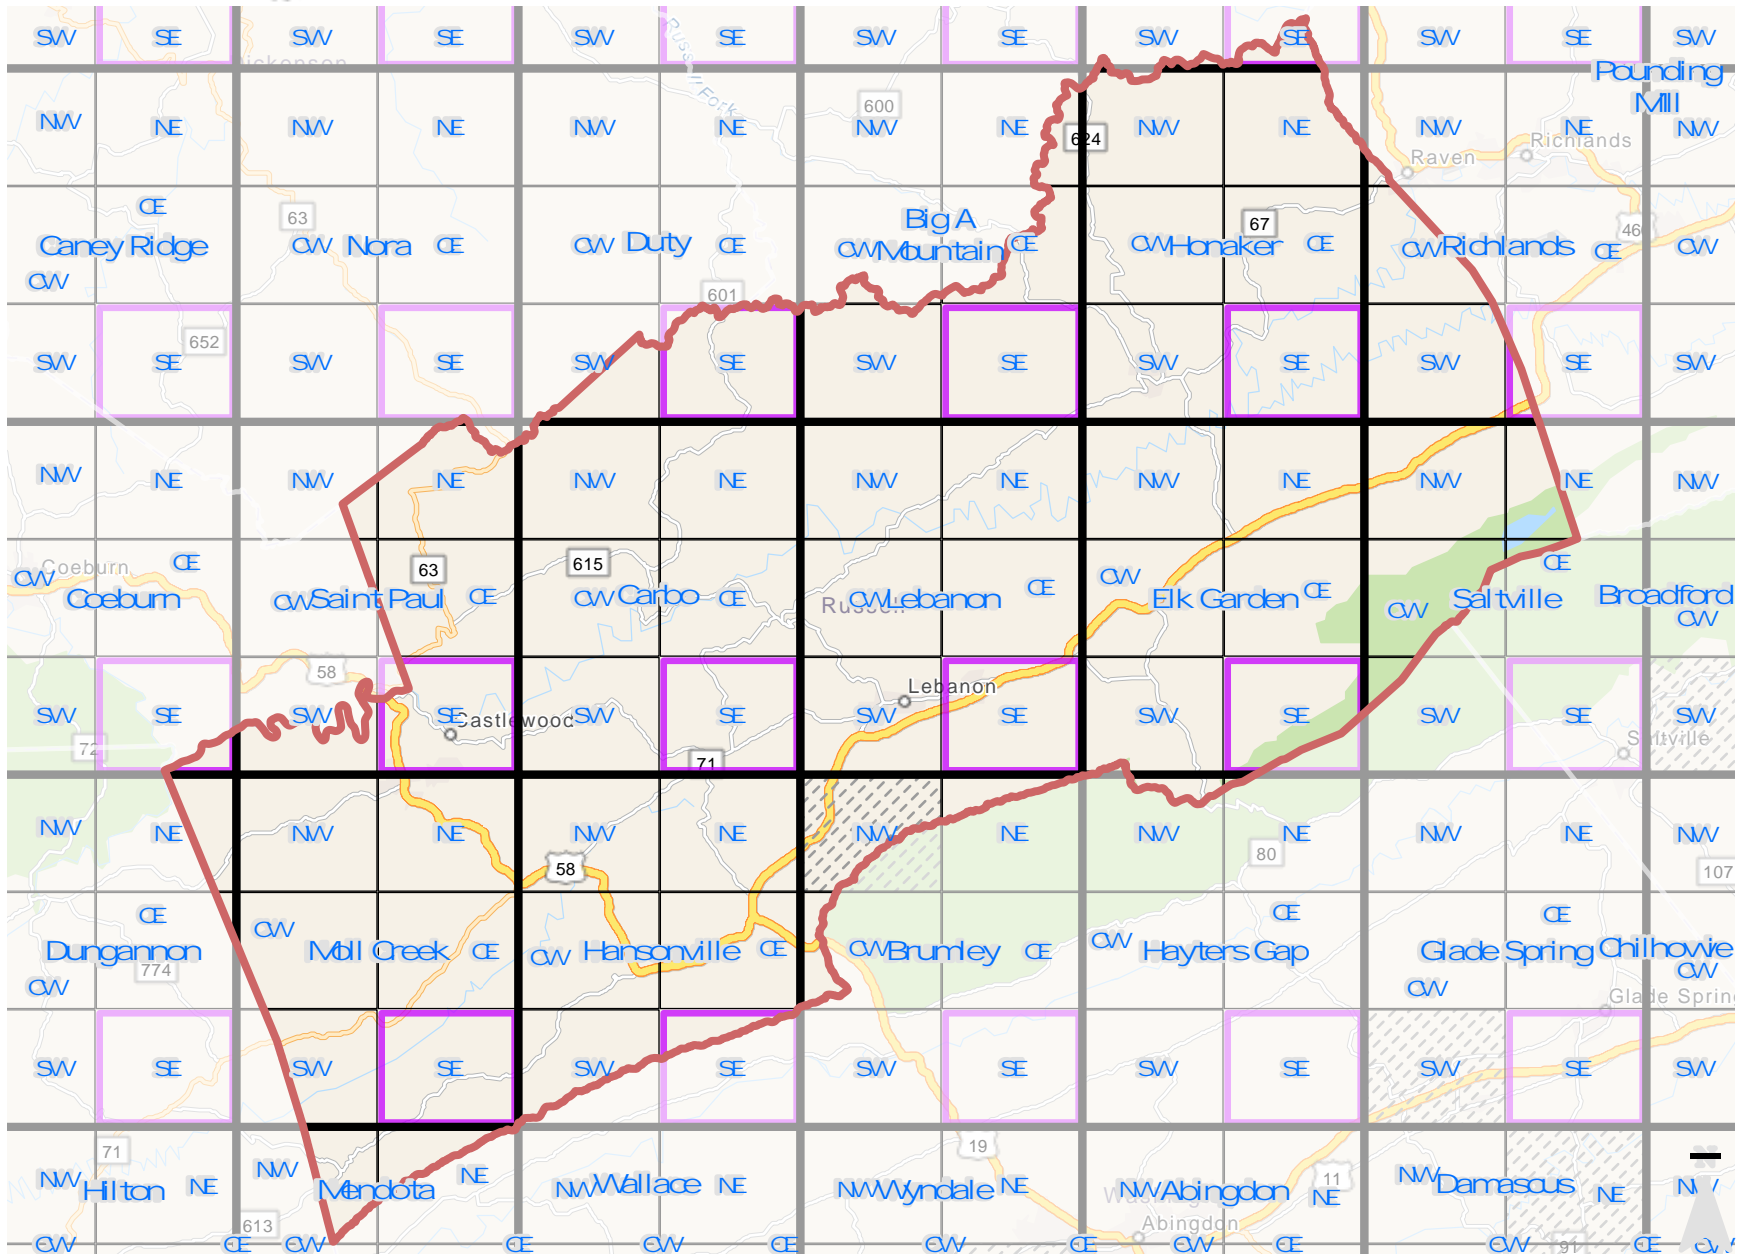 SW SE SW SE SW SE SW SE SW SE SW SE SW
Dickenson
Pounding
Mill
Russell Fork
600
NW NE NW NE NW NE NW NE 624 NW NE NW NE NW
Richlands
Raven
CE
63
Big A
67
460
Caney Ridge CW Nora CE CW Duty CE CW Mountain CE CW Honaker CE CW Richlands CE CW
CW
601
652
SW SE SW SE SW SE SW SE SW SE SW SE SW
NW NE NW NE NW NE NW NE NW NE NW NE NW
Coeburn CE
63
615
CW
CE
CW
Coeburn CW Saint Paul CE CW Carbo CE CW Lebanon CE Elk Garden CE CW Saltville Broadford
Russell
CW
58
Lebanon
SW SE SW SE SW SE SW SE SW SE SW SE SW
Castlewood
72
71
Saltville
NW NE NW NE NW NE NW NE NW NE NW NE NW
58
80
107
CE
CW
CE
CE
Dungannon Moll Creek CE CW Hansonville CE CW Brumley CE CW Hayters Gap Glade Spring Chilhowie
774
CW
CW
CW
Glade Spring
SW SE SW SE SW SE SW SE SW SE SW SE SW
71
19
11
NW Hilton NE NW Mendota NE NW Wallace NE NW Wyndale NE NW Abingdon NE NW Damascus NE NW
613
Abingdon
CW CE CW CE CW CE CW CE CW CE CW CE
91